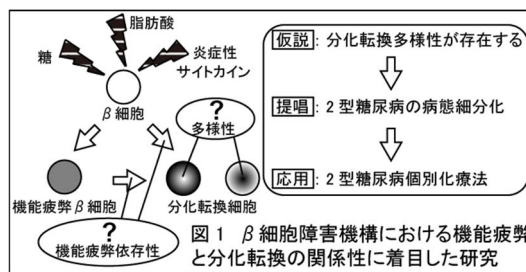 糖
脂肪酸
炎症性
サイトカイン
β細胞
?
多様性
機能疲弊β細胞
分化転換細胞
?
機能疲弊依存性
仮説: 分化転換多様性が存在する
提唱: 2型糖尿病の病態細分化
応用: 2型糖尿病個別化療法
図1 β細胞障害機構における機能疲弊
と分化転換の関係性に着目した研究